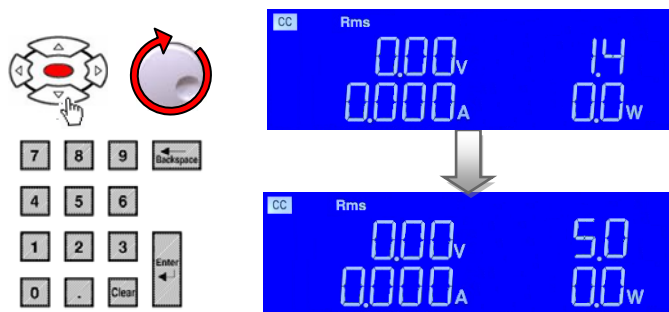 CC Rms
0.00V 1.4
0.000A 0.0W
7 8 9 Backspace
4 5 6
1 2 3 Enter
0 . Clear
CC Rms
0.00V 5.0
0.000A 0.0W